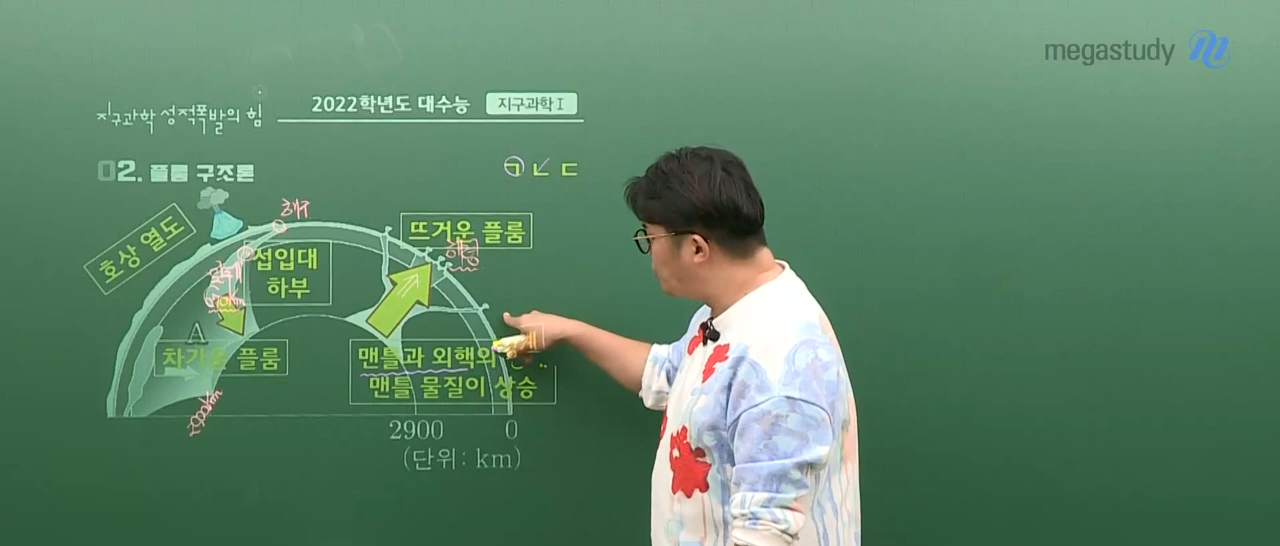 megastudy
지구과학 성적폭발의 힘
2022학년도 대수능 지구과학 I
02. 플룸 구조론
ㄱ ㄴ ㄷ
해구
호상 열도
뜨거운 플룸
해령
섭입대
하부
A
차가운 플룸
맨틀과 외핵의
맨틀 물질이 상승
2900 0
(단위: km)